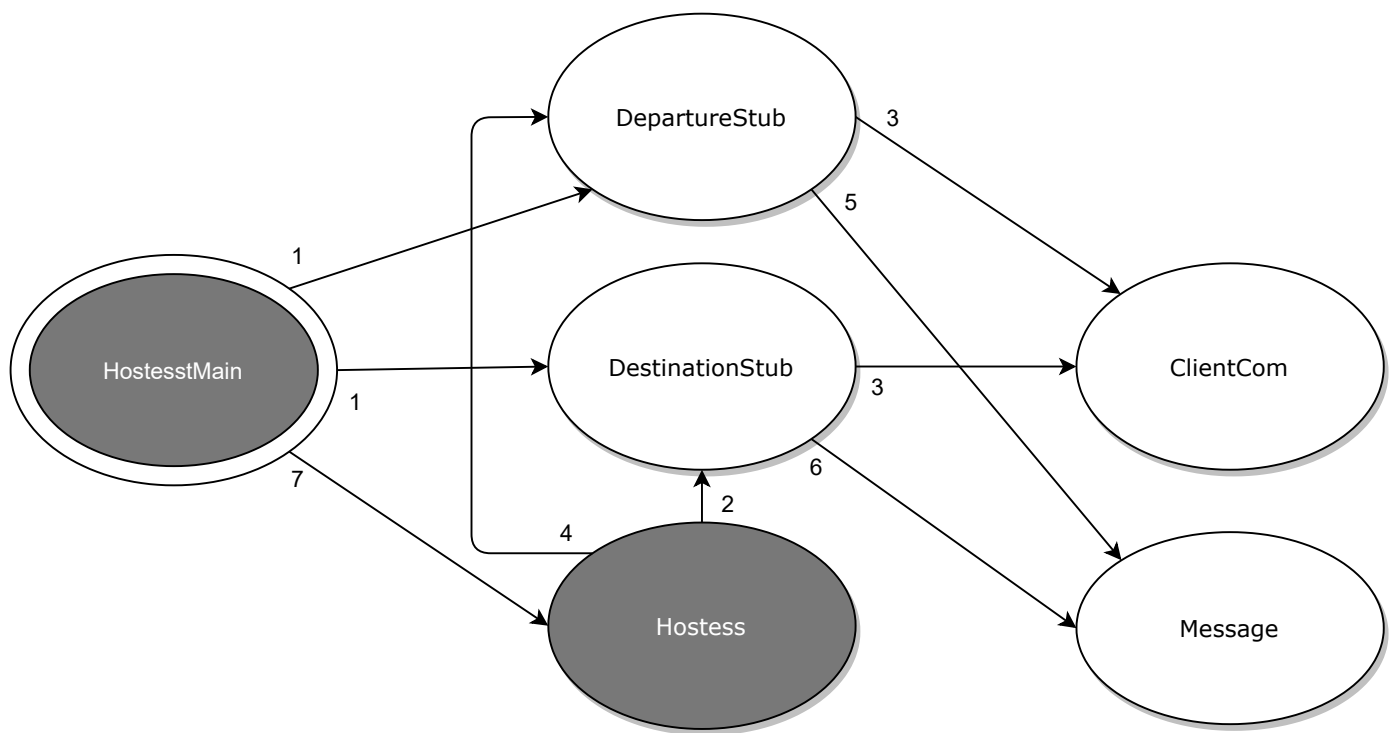 DepartureStub
3
5
1
HostesstMain
DestinationStub
ClientCom
3
1
6
7
2
4
Hostess
Message